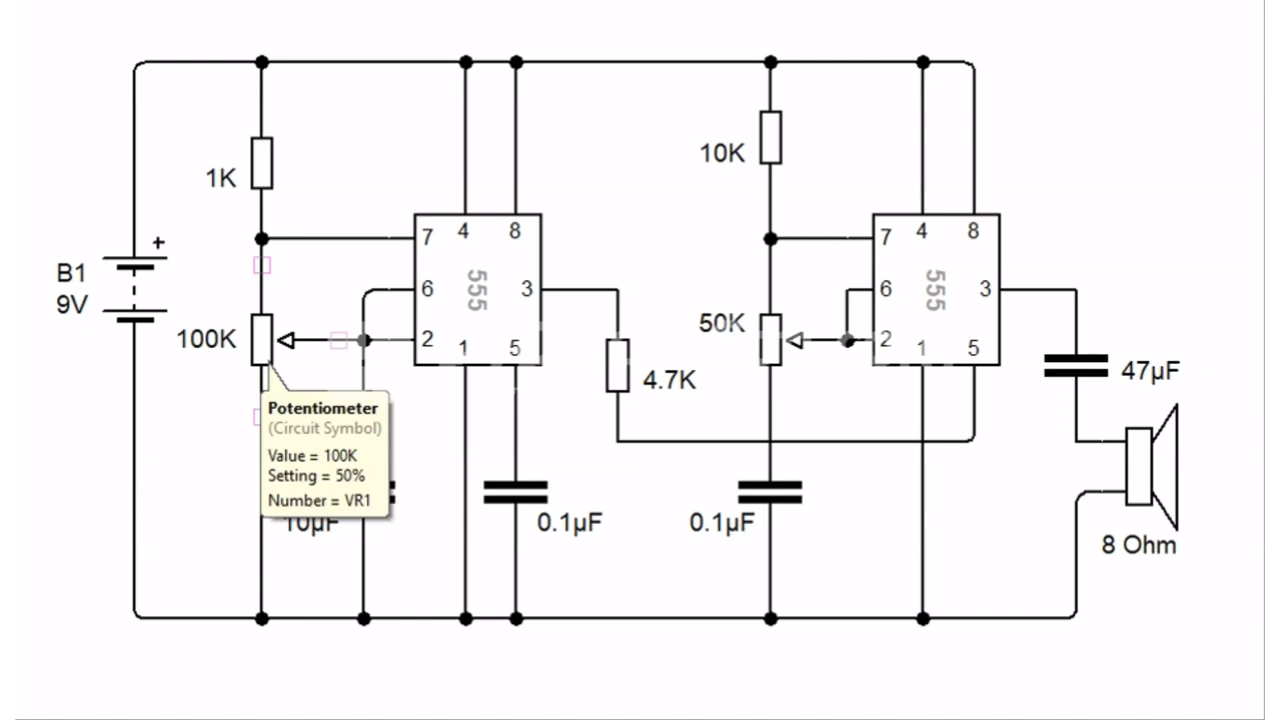 B1
9V
+
1K
100K
7
4
8
6
555
3
2
1
5
Potentiometer
(Circuit Symbol)
Value = 100K
Setting = 50%
Number = VR1
10µF
0.1µF
4.7K
10K
50K
0.1µF
7
4
8
6
555
3
2
1
5
47µF
8 Ohm